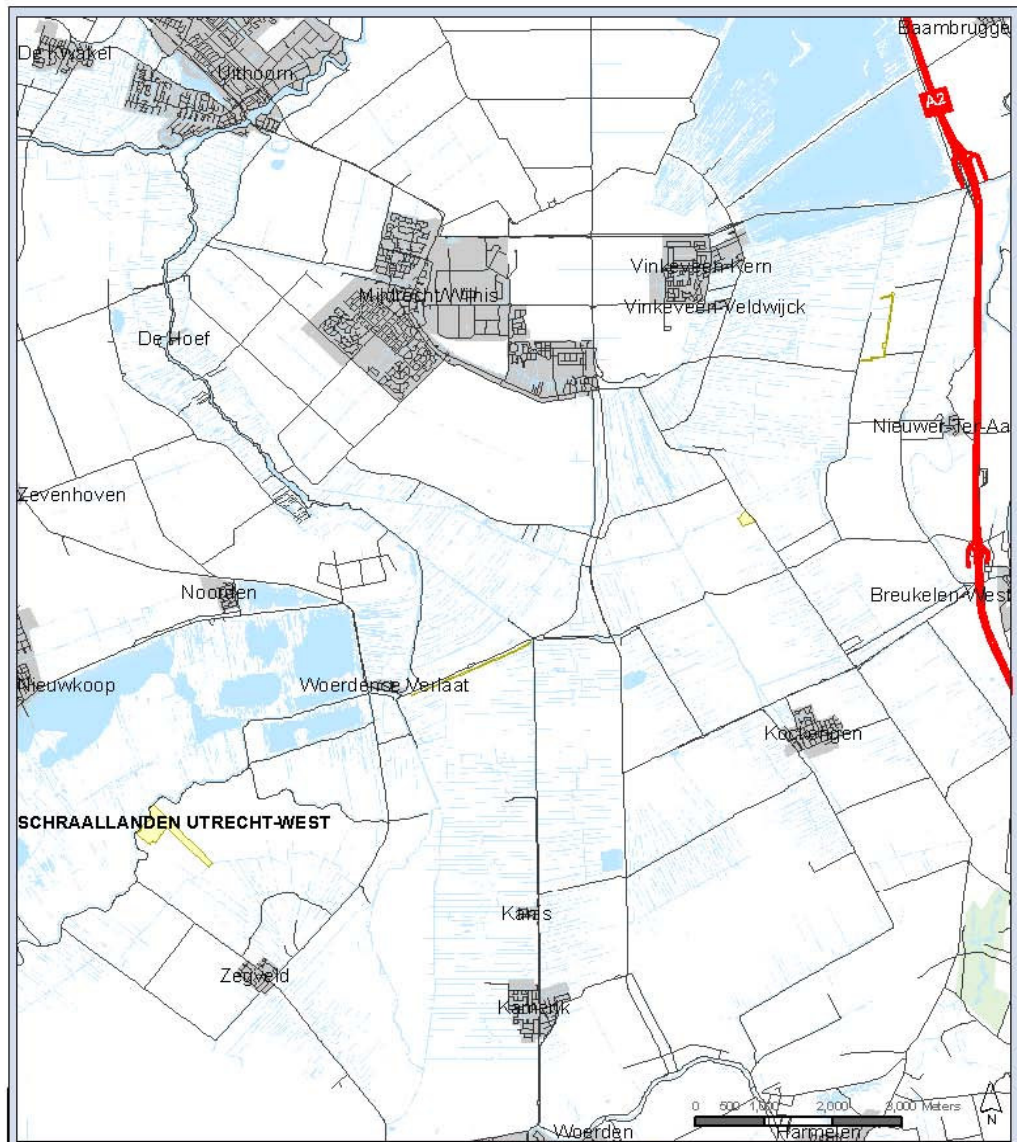 Baambrugge
De Kwakel
Uithoorn
A2
Vinkeveen-Kern
Mijdrecht/Wilnis
Vinkeveen-Veldwijck
De Hoef
Nieuwer-Ter-Aa
Zevenhoven
Noorden
Breukelen-West
Nieuwkoop
Woerdense Verlaat
Kockengen
SCHRAALLANDEN UTRECHT-WEST
Kanis
Zegveld
Kamerik
0 500 1,000 2,000 3,000 Meters
N
Woerden
Harmelen